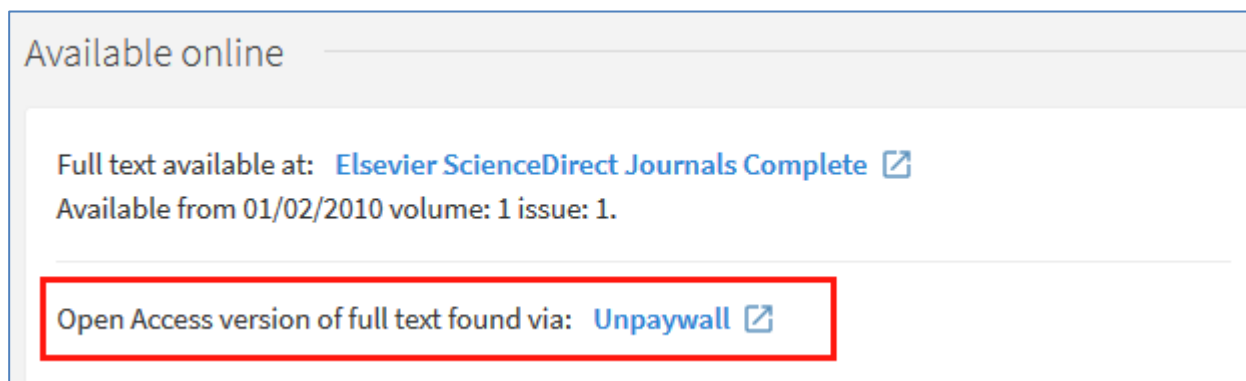 Available online
Full text available at: Elsevier ScienceDirect Journals Complete
Available from 01/02/2010 volume: 1 issue: 1.
Open Access version of full text found via: Unpaywall